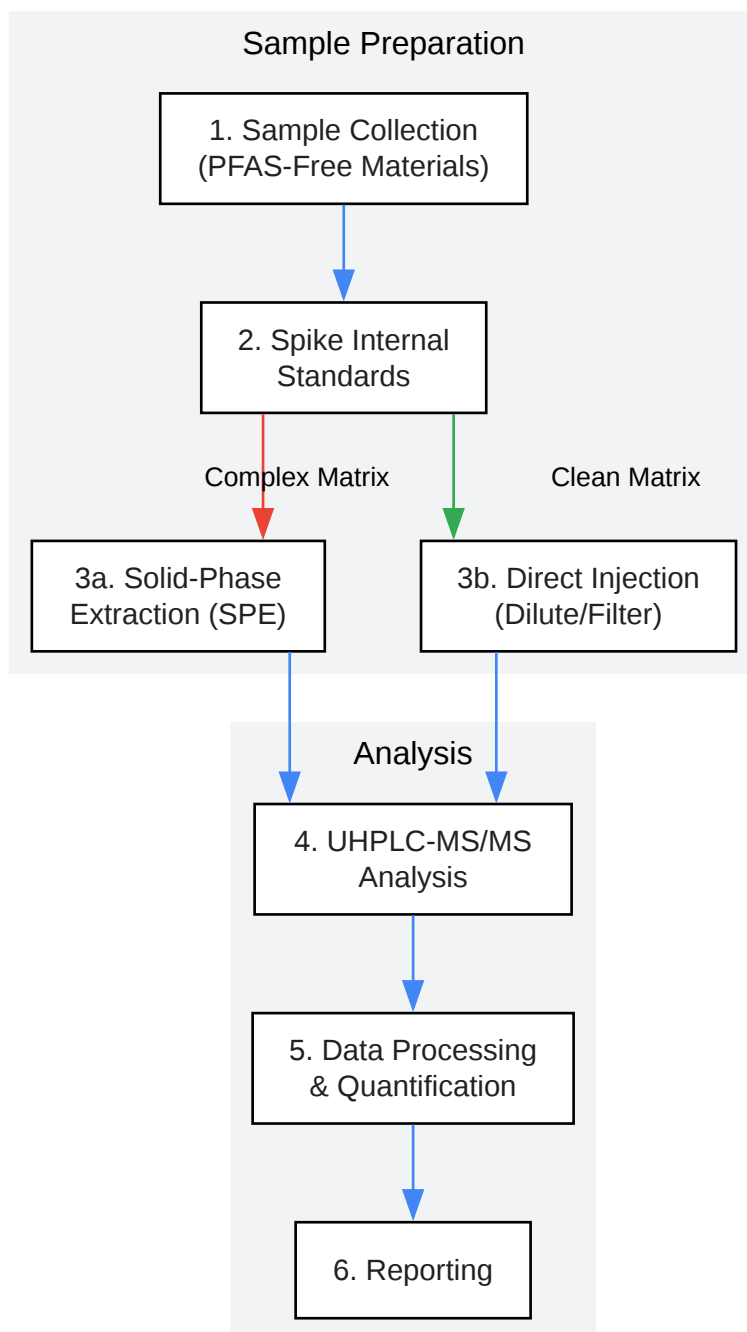 Sample Preparation
1. Sample Collection
(PFAS-Free Materials)
2. Spike Internal
Standards
Complex Matrix
Clean Matrix
3a. Solid-Phase
Extraction (SPE)
3b. Direct Injection
(Dilute/Filter)
Analysis
4. UHPLC-MS/MS
Analysis
5. Data Processing
& Quantification
6. Reporting